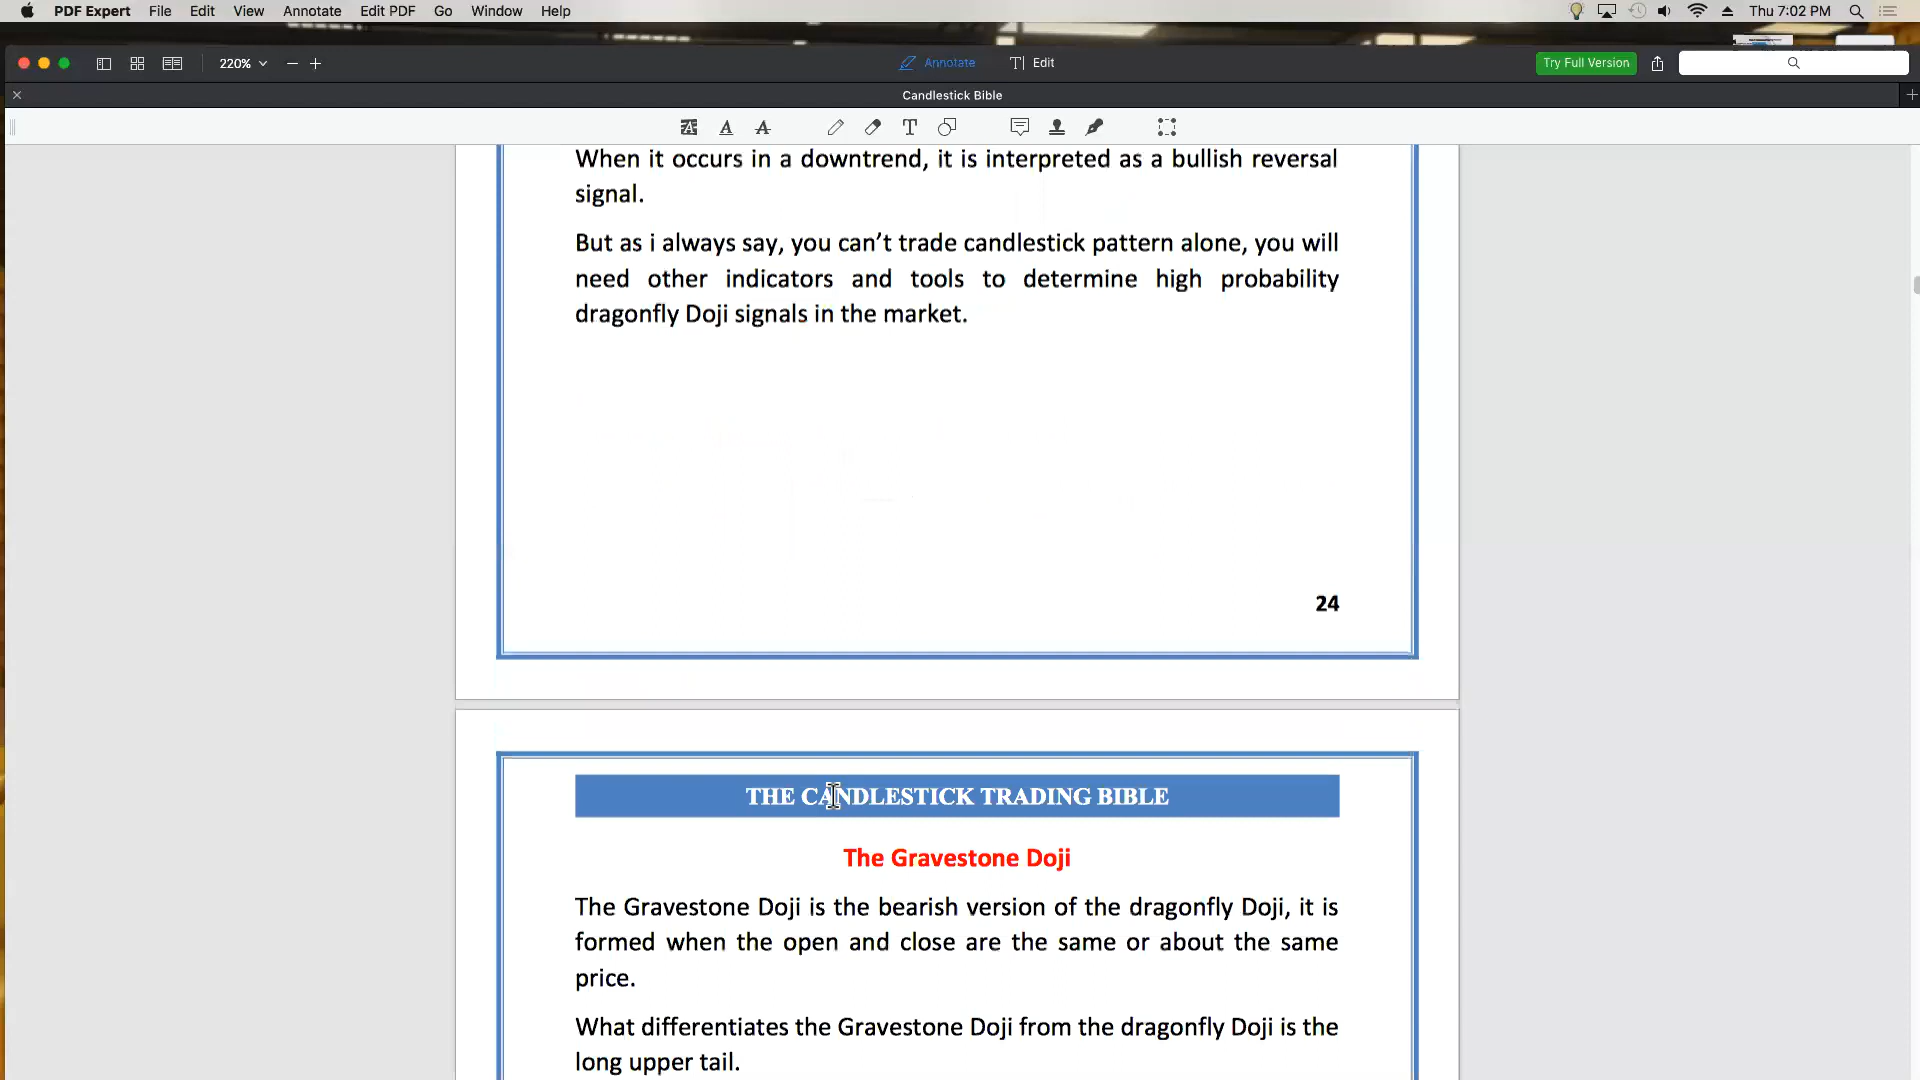 PDF Expert File Edit View Annotate Edit PDF Go Window Help Thu 7:02 PM
220% Annotate Edit Try Full Version
Candlestick Bible
When it occurs in a downtrend, it is interpreted as a bullish reversal
signal.
But as i always say, you can’t trade candlestick pattern alone, you will
need other indicators and tools to determine high probability
dragonfly Doji signals in the market.
24
THE CANDLESTICK TRADING BIBLE
The Gravestone Doji
The Gravestone Doji is the bearish version of the dragonfly Doji, it is
formed when the open and close are the same or about the same
price.
What differentiates the Gravestone Doji from the dragonfly Doji is the
long upper tail.